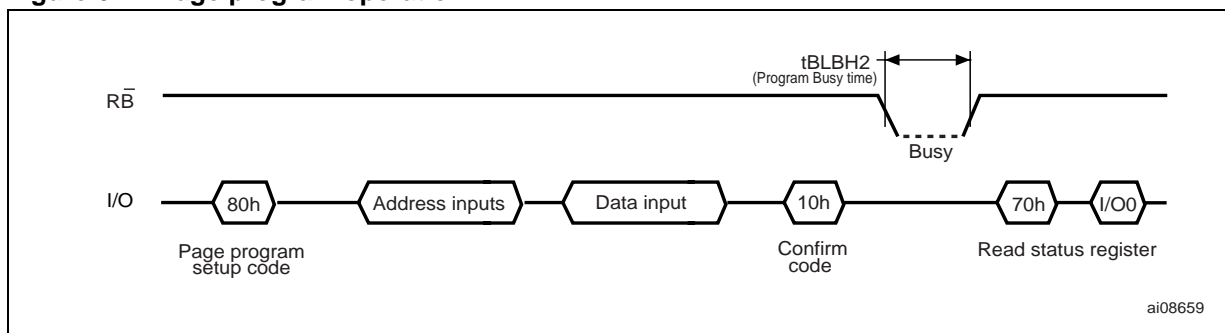 tBLBH2
(Program Busy time)
RB̅
Busy
I/O
80h
Address inputs
Data input
10h
70h
I/O0
Page program
setup code
Confirm
code
Read status register
ai08659